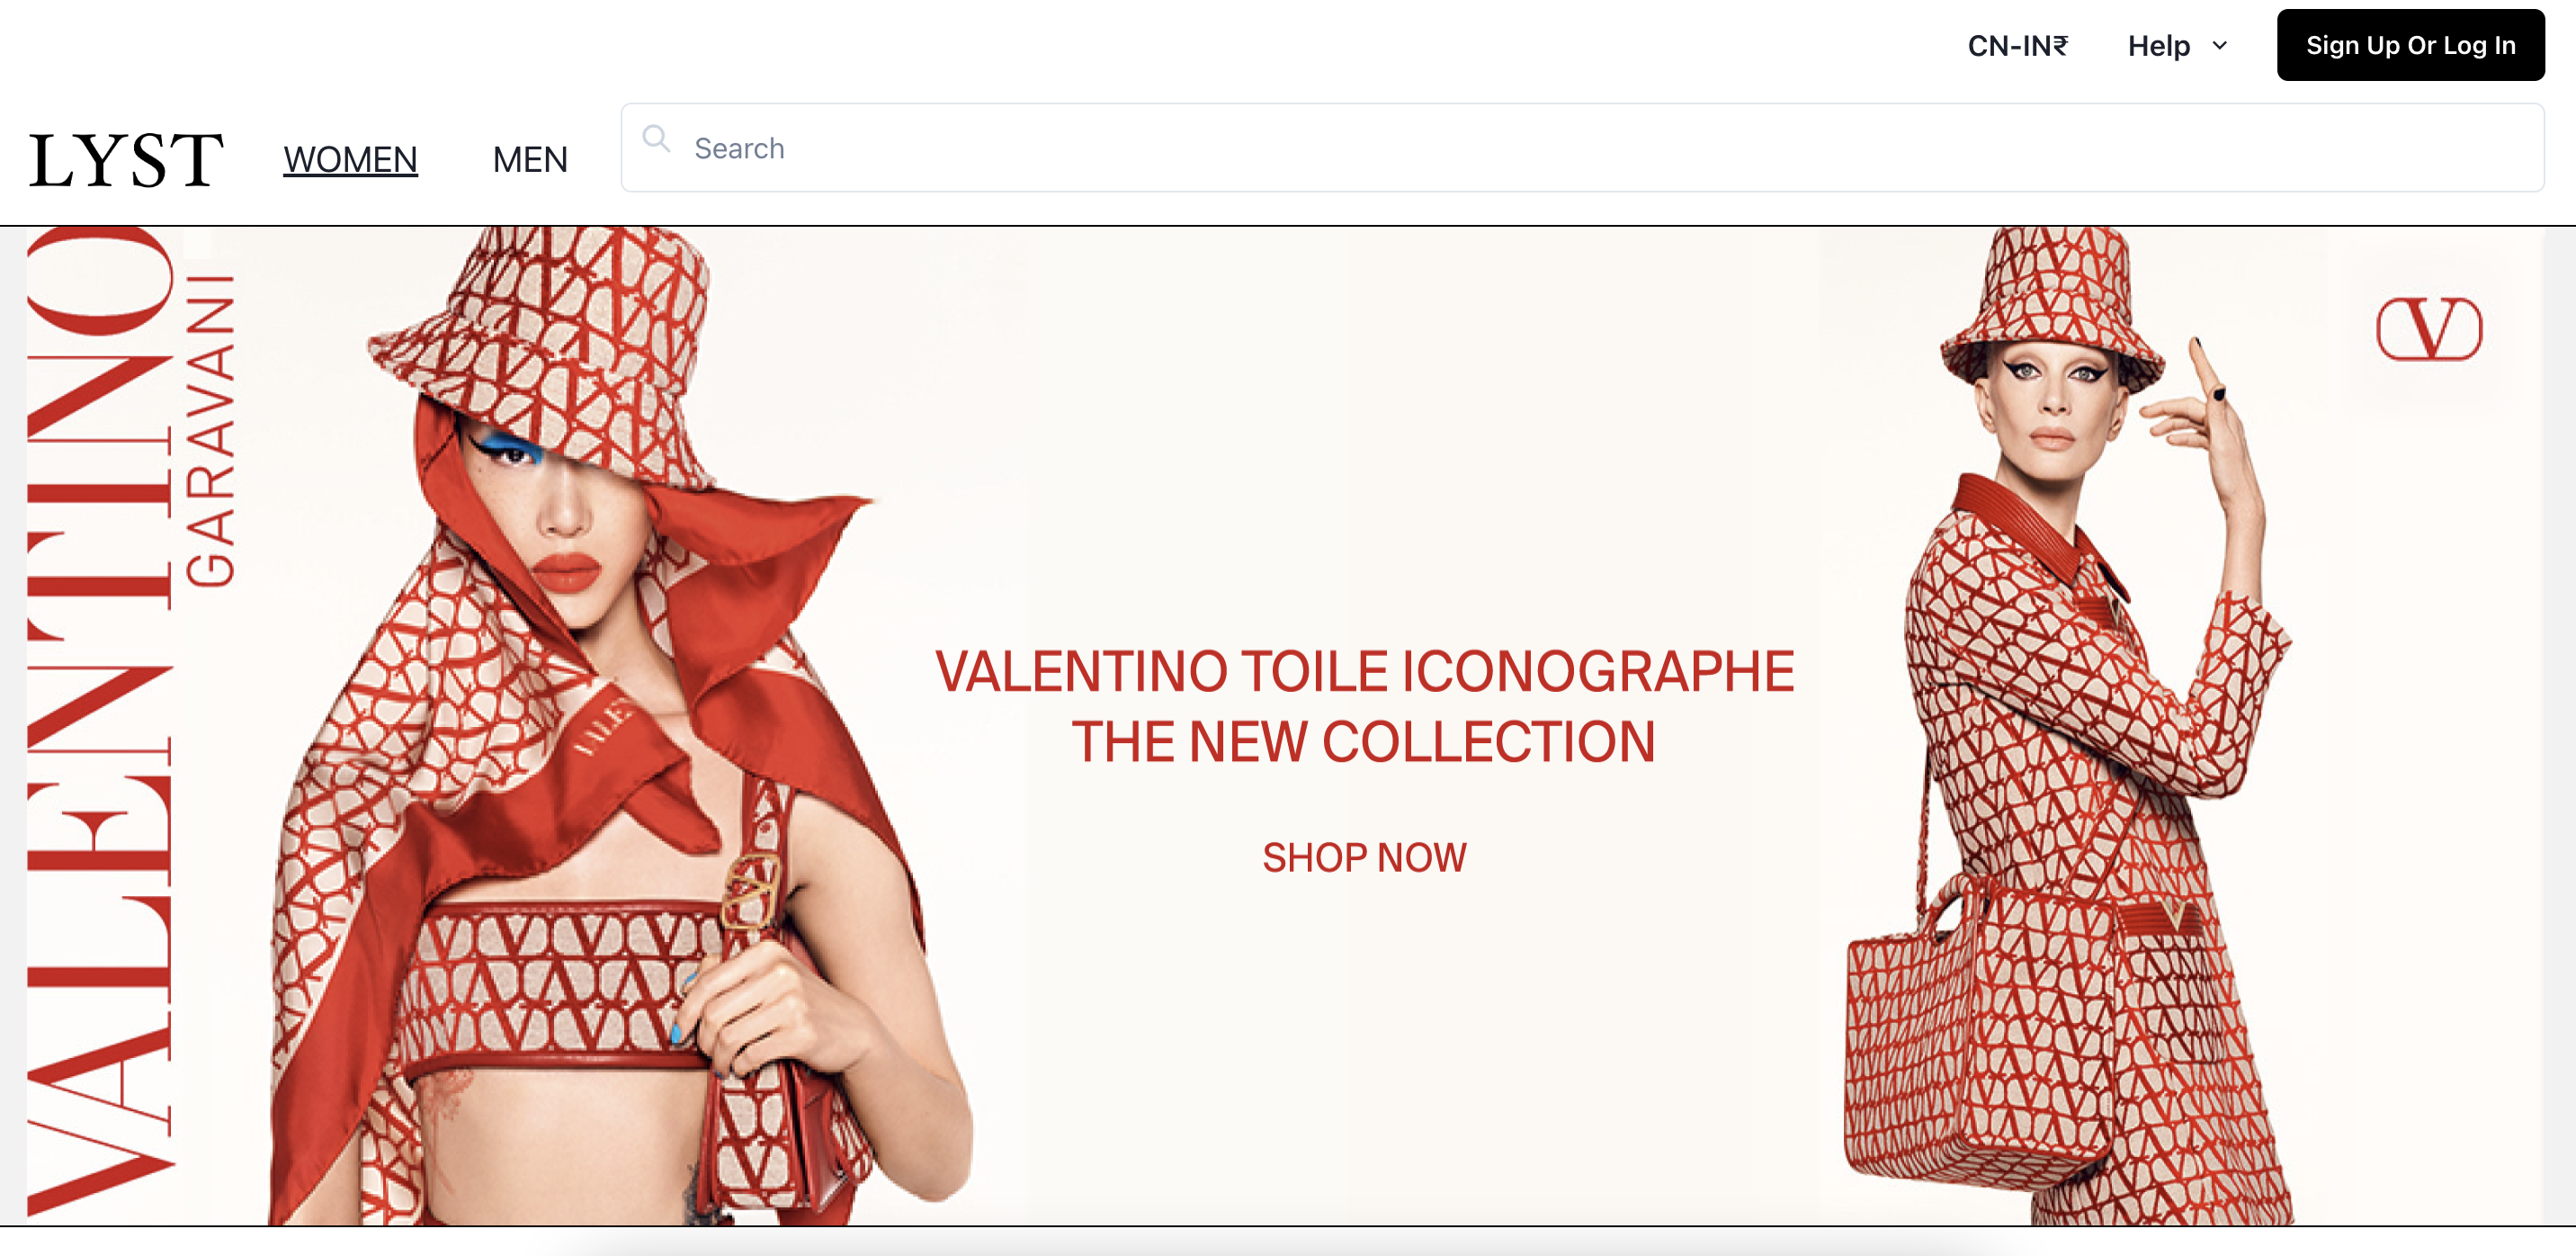 CN-IN₹ Help Sign Up Or Log In
LYST WOMEN MEN Search
VALENTINO
GARAVANI
V
VALENTINO TOILE ICONOGRAPHE
THE NEW COLLECTION
SHOP NOW